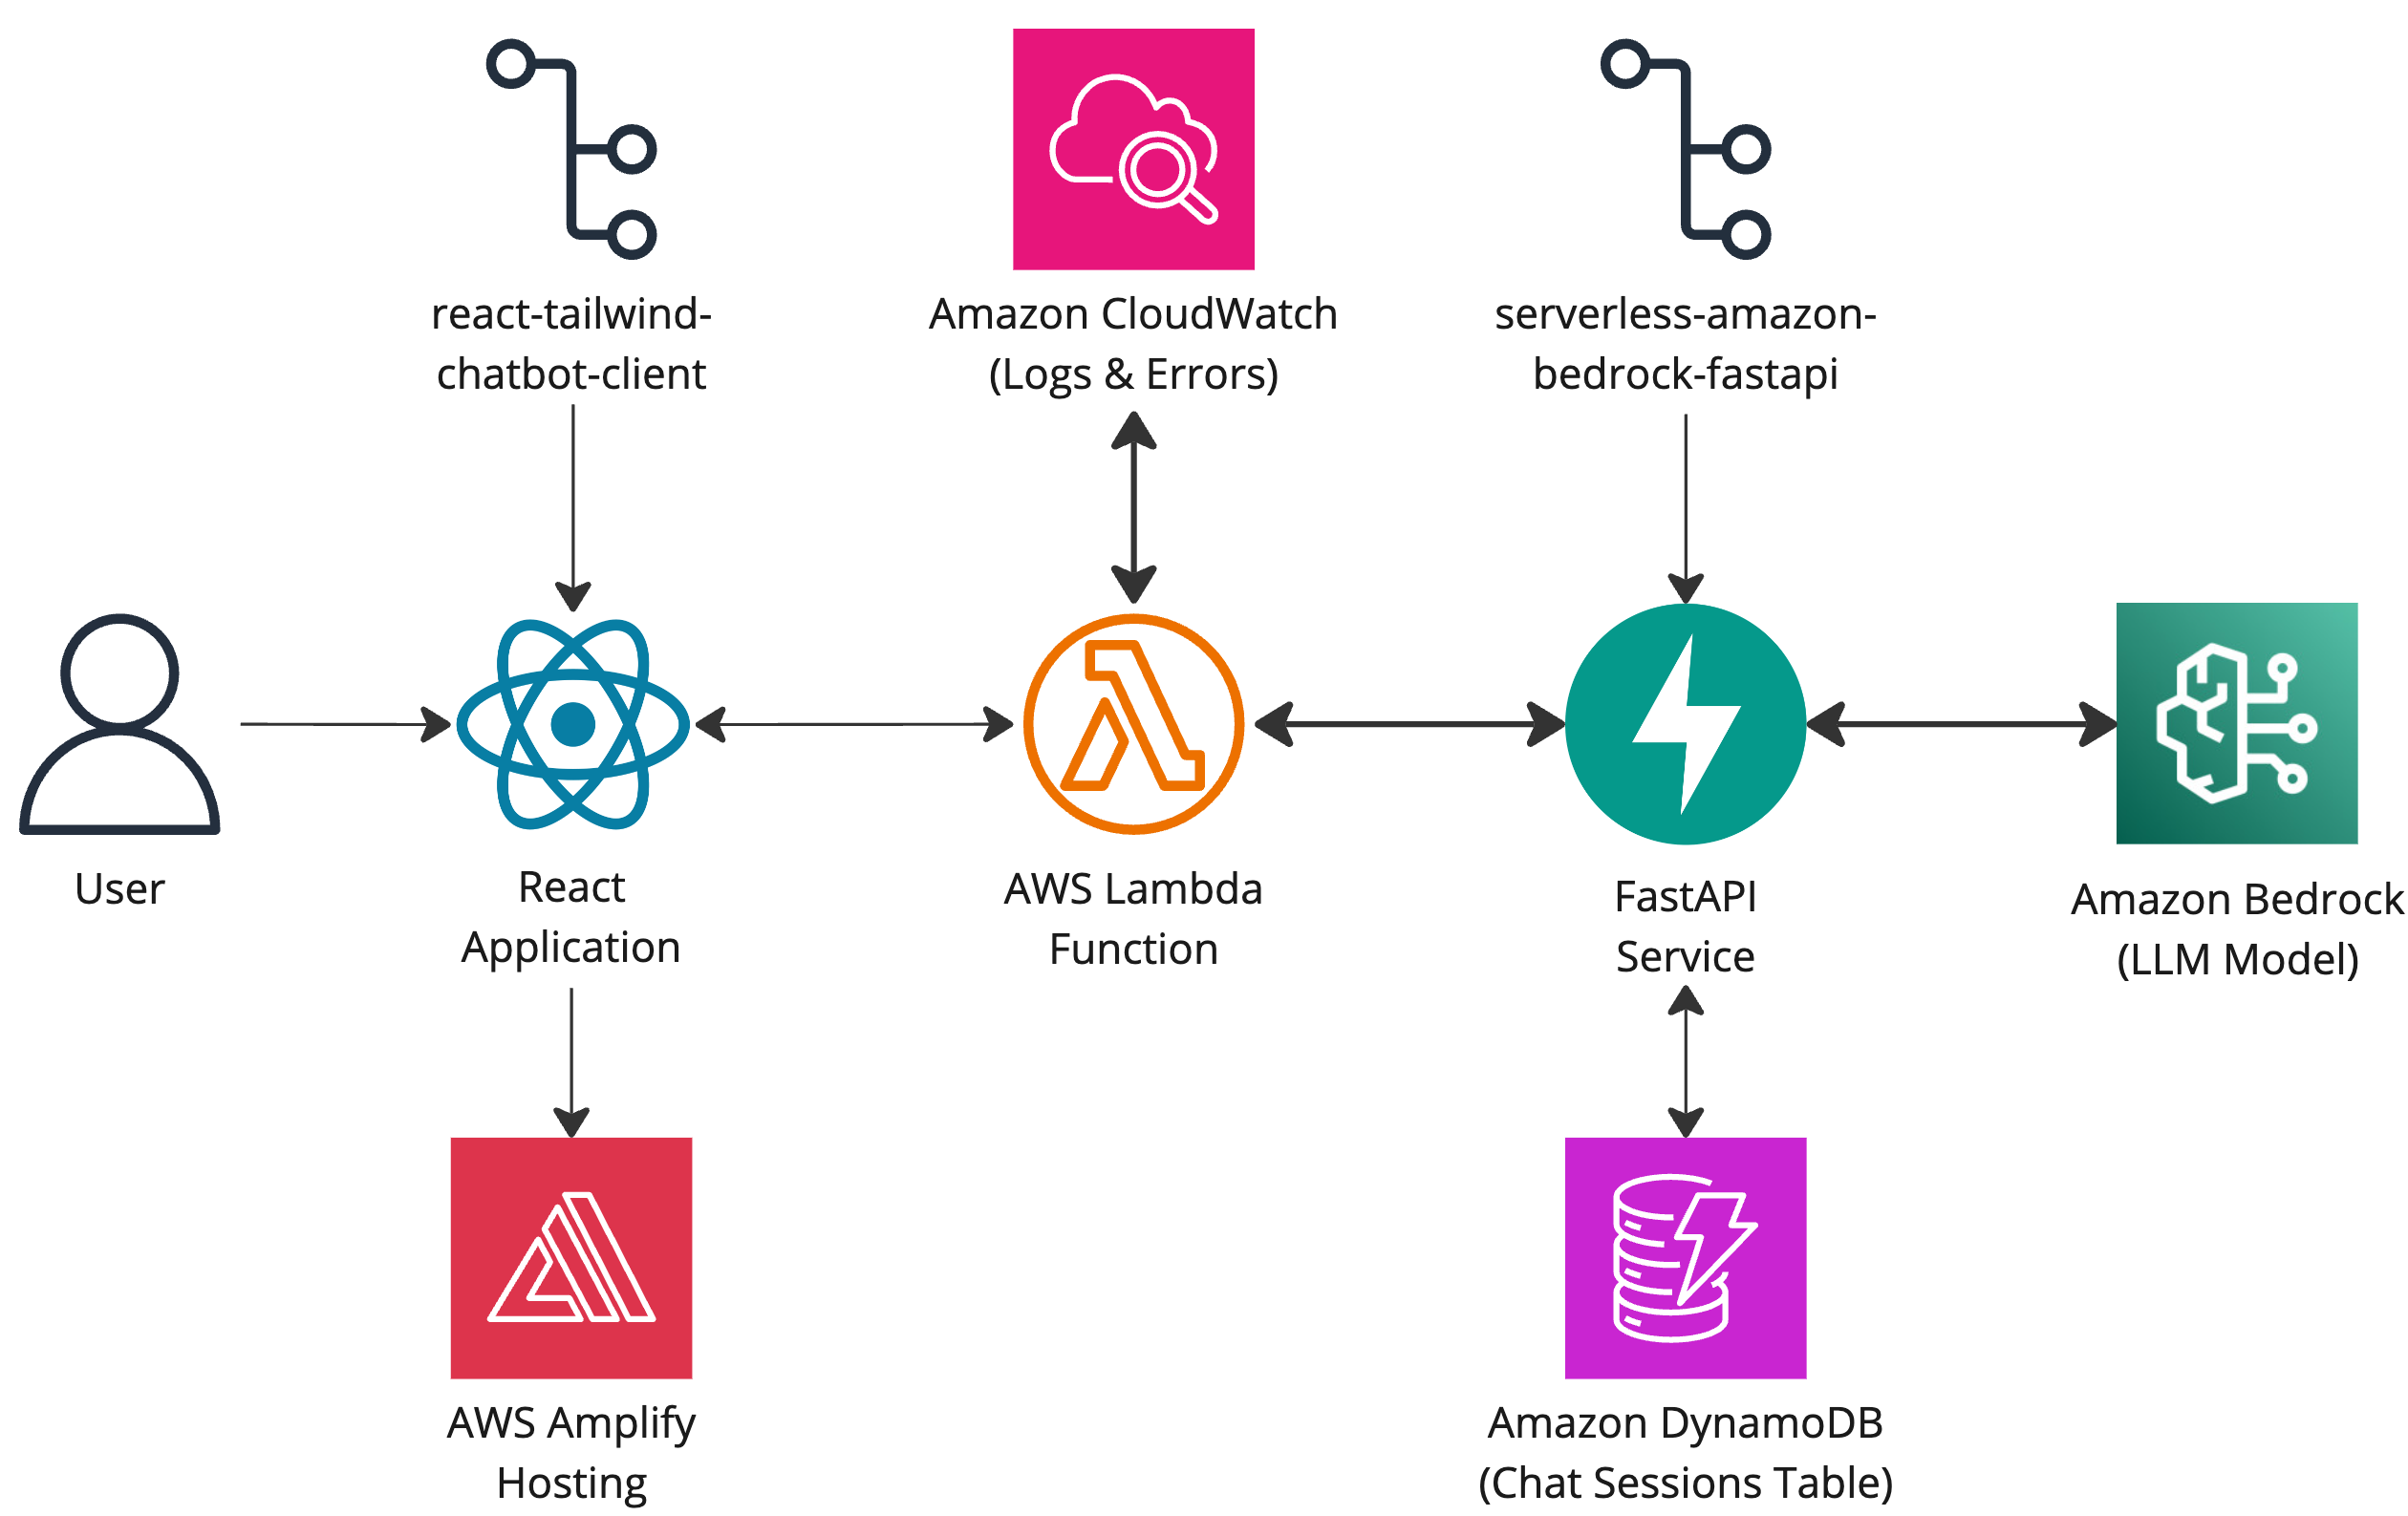 react-tailwind-
chatbot-client
Amazon CloudWatch
(Logs & Errors)
serverless-amazon-
bedrock-fastapi
User
React
Application
AWS Lambda
Function
FastAPI
Service
Amazon Bedrock
(LLM Model)
AWS Amplify
Hosting
Amazon DynamoDB
(Chat Sessions Table)